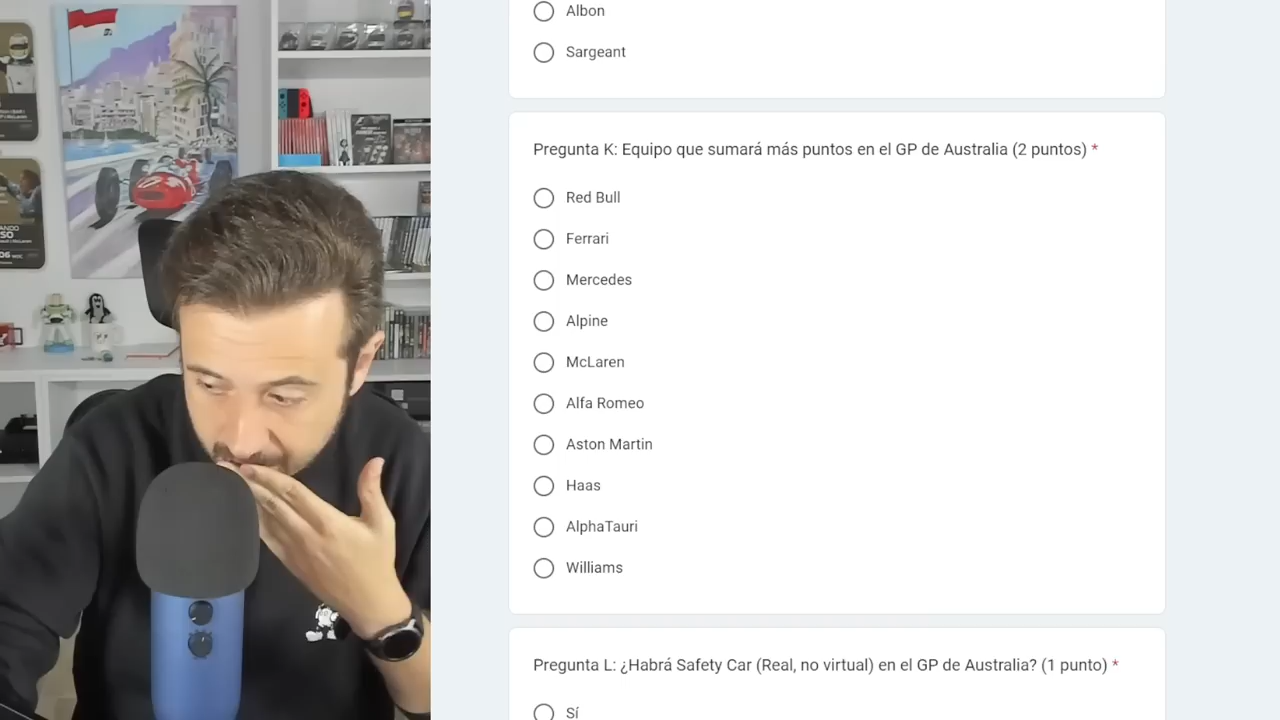 Albon
Sargeant
Pregunta K: Equipo que sumará más puntos en el GP de Australia (2 puntos) *
Red Bull
Ferrari
Mercedes
Alpine
McLaren
Alfa Romeo
Aston Martin
Haas
AlphaTauri
Williams
Pregunta L: ¿Habrá Safety Car (Real, no virtual) en el GP de Australia? (1 punto) *
Sí